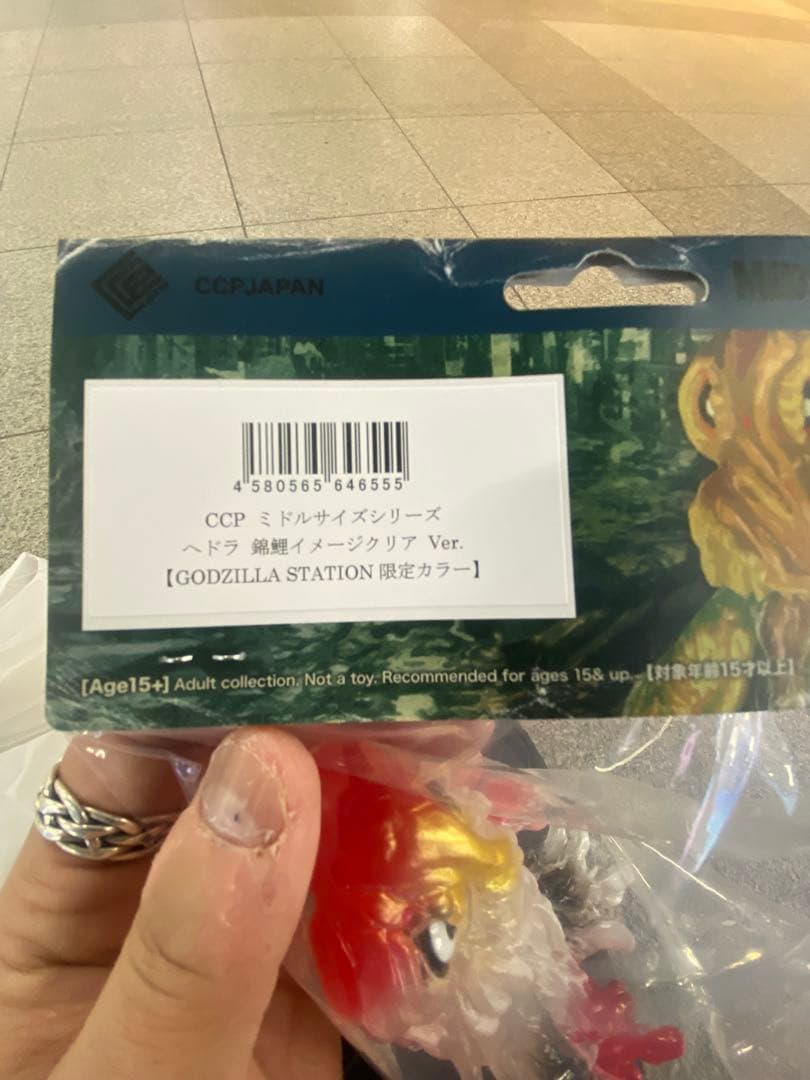 CCPJAPAN
4 580565 646555
CCP ミドルサイズシリーズ
ヘドラ 錦鯉イメージクリア Ver.
【GODZILLA STATION 限定カラー】
[Age15+] Adult collection. Not a toy. Recommended for ages 15& up. 【対象年齢15才以上】